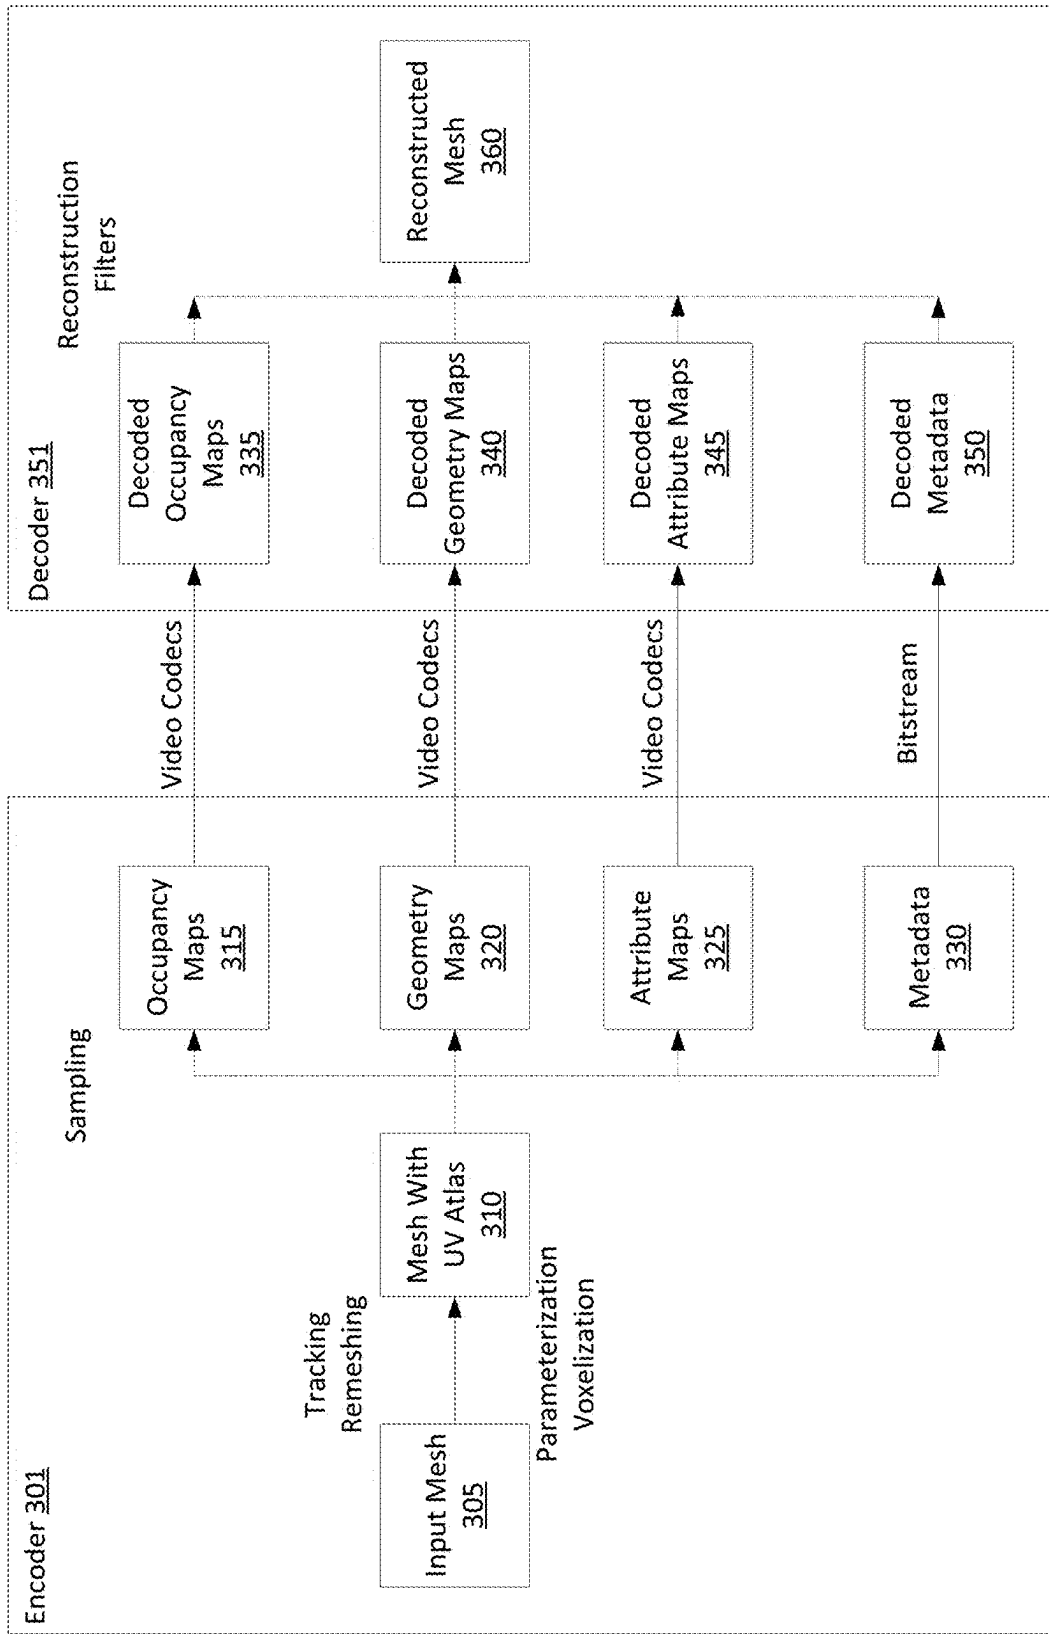 Encoder 301
Input Mesh
305
Tracking
Remeshing
Parameterization
Voxelization
Mesh With
UV Atlas
310
Sampling
Occupancy
Maps
315
Geometry
Maps
320
Attribute
Maps
325
Metadata
330
Video Codecs
Video Codecs
Video Codecs
Bitstream
Decoder 351
Decoded
Occupancy
Maps
335
Decoded
Geometry Maps
340
Decoded
Attribute Maps
345
Decoded
Metadata
350
Reconstruction
Filters
Reconstructed
Mesh
360